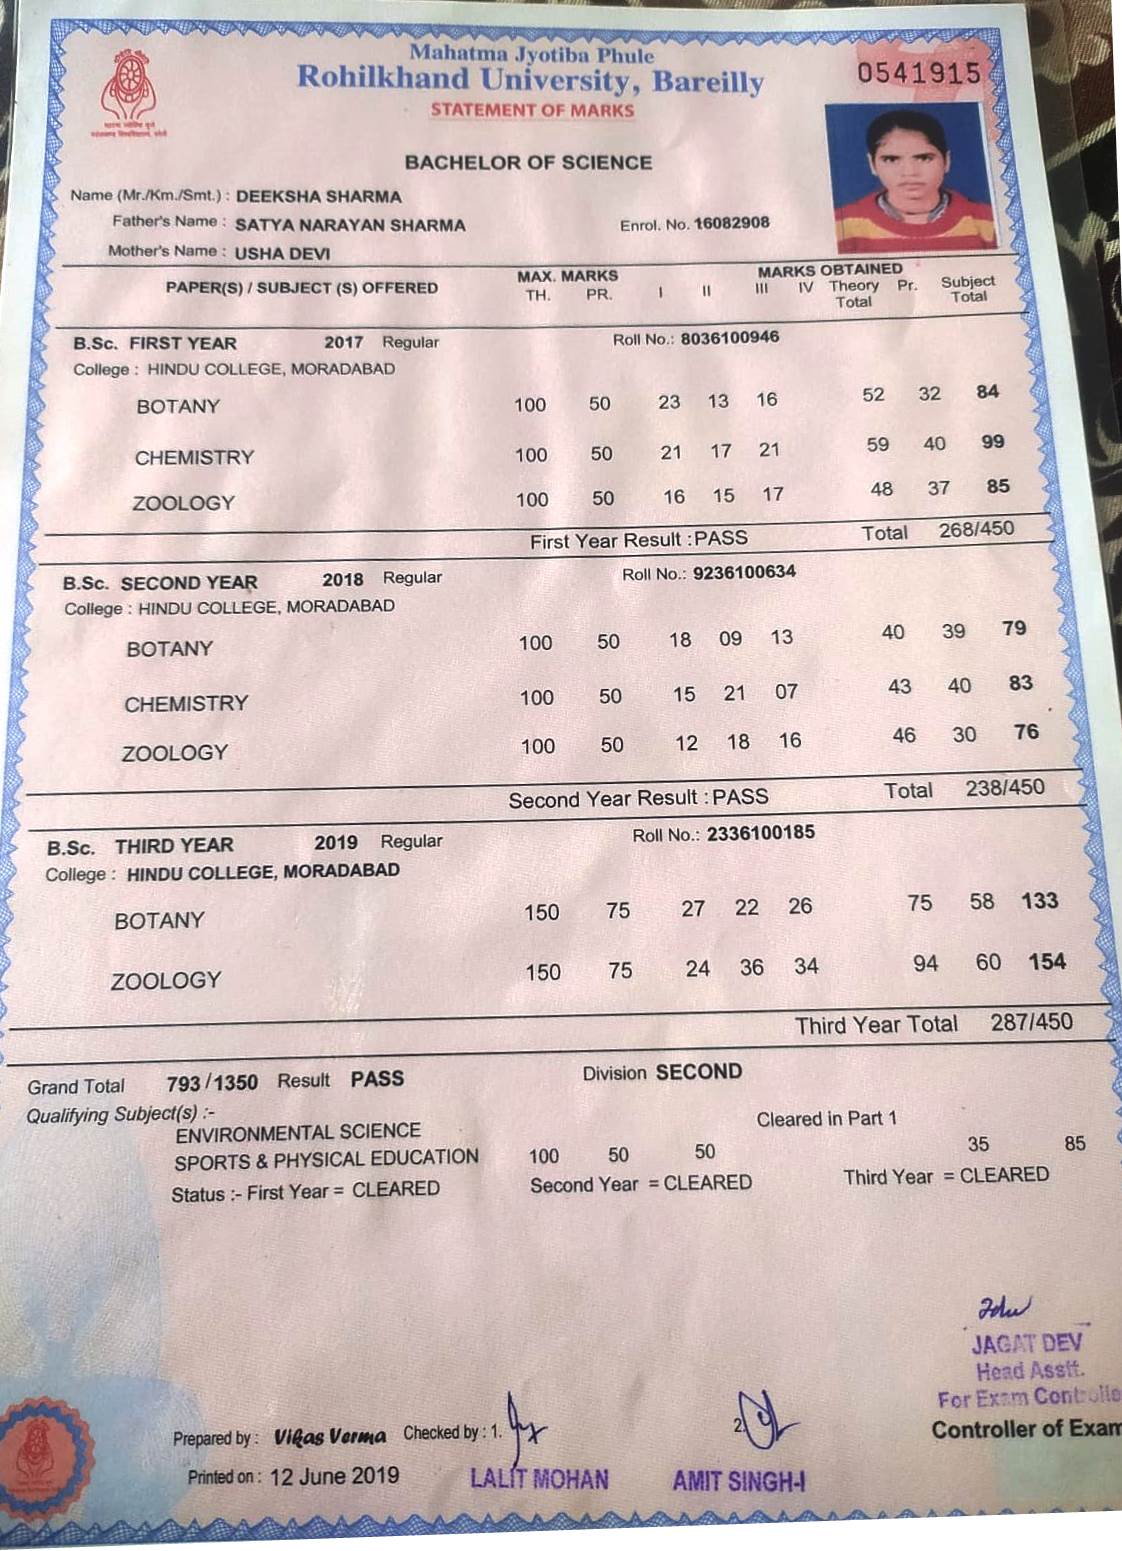 Mahatma Jyotiba Phule
Rohilkhand University, Bareilly
0541915
STATEMENT OF MARKS
BACHELOR OF SCIENCE
Name (Mr./Km./Smt.) : DEEKSHA SHARMA
Father's Name : SATYA NARAYAN SHARMA Enrol. No. 16082908
Mother's Name : USHA DEVI
PAPER(S) / SUBJECT (S) OFFERED MAX. MARKS MARKS OBTAINED
TH. PR. I II III IV Theory Total Pr. Subject Total
B.Sc. FIRST YEAR 2017 Regular Roll No.: 8036100946
College : HINDU COLLEGE, MORADABAD
BOTANY 100 50 23 13 16 52 32 84
CHEMISTRY 100 50 21 17 21 59 40 99
ZOOLOGY 100 50 16 15 17 48 37 85
First Year Result :PASS Total 268/450
B.Sc. SECOND YEAR 2018 Regular Roll No.: 9236100634
College : HINDU COLLEGE, MORADABAD
BOTANY 100 50 18 09 13 40 39 79
CHEMISTRY 100 50 15 21 07 43 40 83
ZOOLOGY 100 50 12 18 16 46 30 76
Second Year Result :PASS Total 238/450
B.Sc. THIRD YEAR 2019 Regular Roll No.: 2336100185
College : HINDU COLLEGE, MORADABAD
BOTANY 150 75 27 22 26 75 58 133
ZOOLOGY 150 75 24 36 34 94 60 154
Third Year Total 287/450
Grand Total 793/1350 Result PASS Division SECOND
Qualifying Subject(s) :-
ENVIRONMENTAL SCIENCE Cleared in Part 1
SPORTS & PHYSICAL EDUCATION 100 50 50 35 85
Status :- First Year = CLEARED Second Year = CLEARED Third Year = CLEARED
JAGAT DEV
Head Asstt.
For Exam Controlle
Controller of Exam
Prepared by : Vikas Verma Checked by : 1. 2
Printed on : 12 June 2019 LALIT MOHAN AMIT SINGH-I